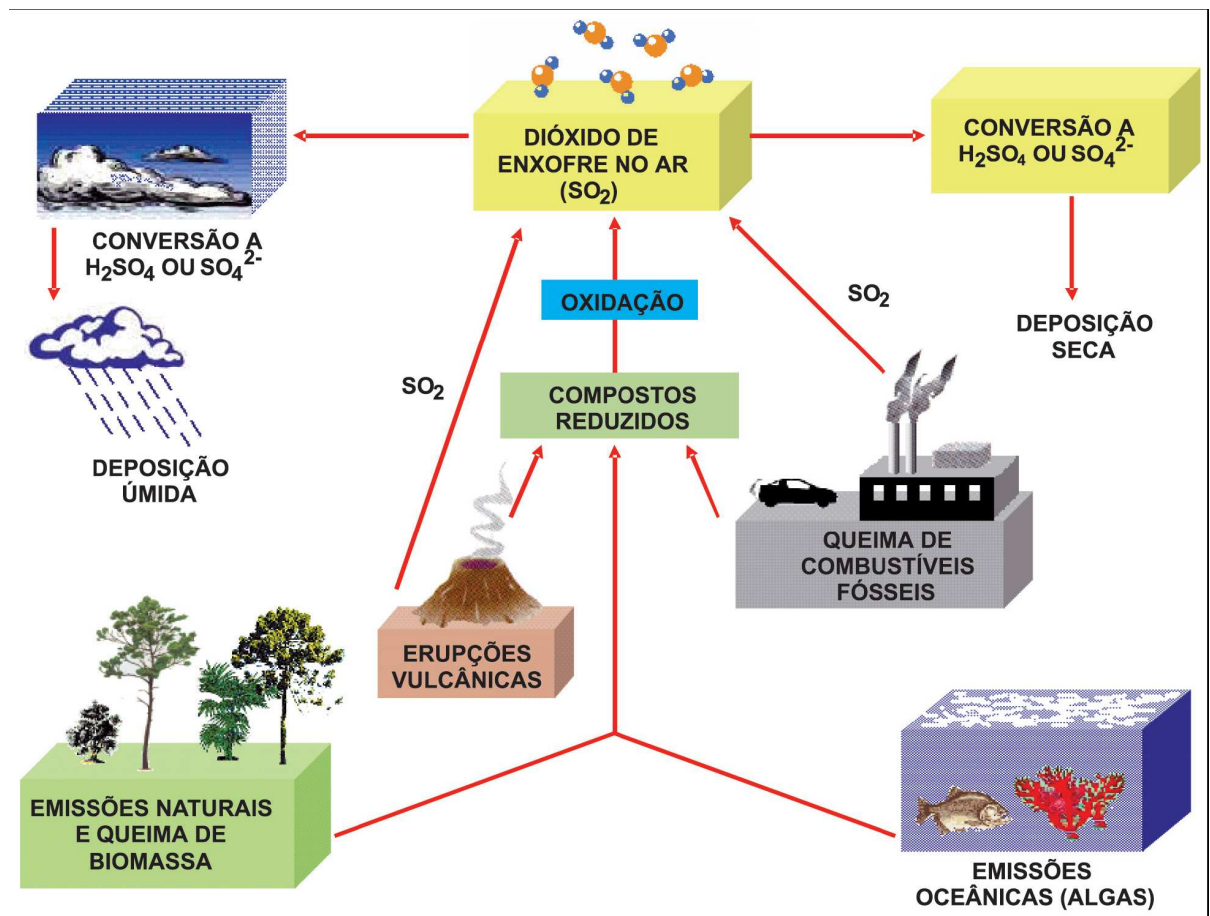 DIÓXIDO DE
ENXOFRE NO AR
(SO₂)
CONVERSÃO A
H₂SO₄ OU SO₄²⁻
CONVERSÃO A
H₂SO₄ OU SO₄²⁻
OXIDAÇÃO
SO₂
DEPOSIÇÃO
SECA
SO₂
COMPOSTOS
REDUZIDOS
DEPOSIÇÃO
ÚMIDA
QUEIMA DE
COMBUSTÍVEIS
FÓSSEIS
ERUPÇÕES
VULCÂNICAS
EMISSÕES NATURAIS
E QUEIMA DE
BIOMASSA
EMISSÕES
OCEÂNICAS (ALGAS)